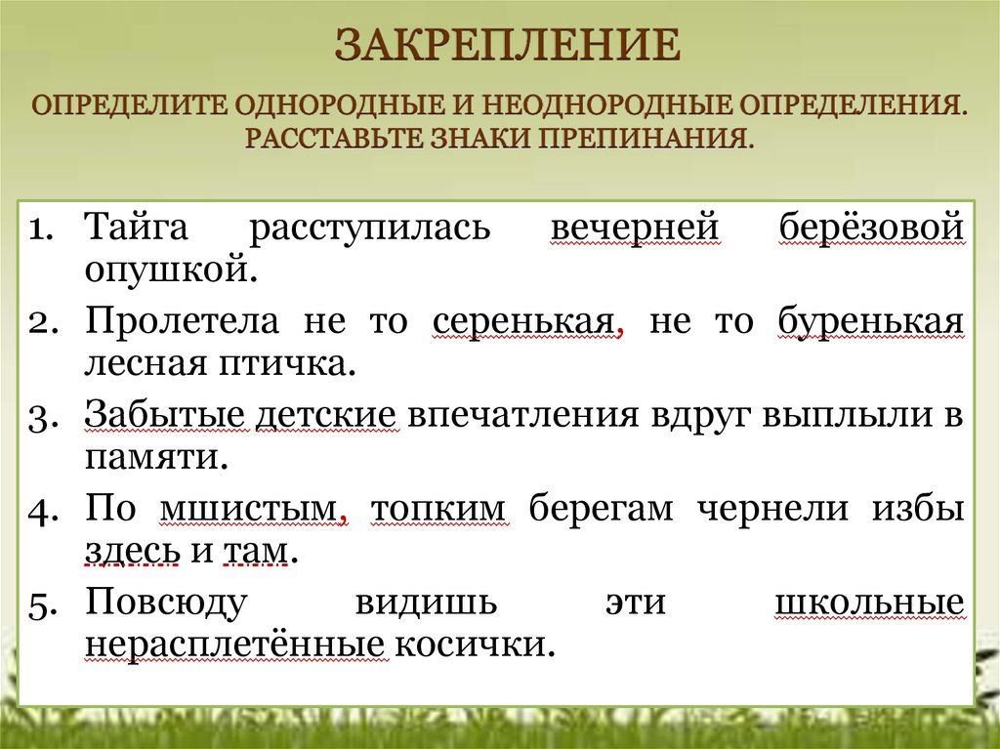 ЗАКРЕПЛЕНИЕ
ОПРЕДЕЛИТЕ ОДНОРОДНЫЕ И НЕОДНОРОДНЫЕ ОПРЕДЕЛЕНИЯ.
РАССТАВЬТЕ ЗНАКИ ПРЕПИНАНИЯ.
1. Тайга расступилась вечерней берёзовой
опушкой.
2. Пролетела не то серенькая, не то буренькая
лесная птичка.
3. Забытые детские впечатления вдруг выплыли в
памяти.
4. По мшистым, топким берегам чернели избы
здесь и там.
5. Повсюду видишь эти школьные
нерасплетённые косички.